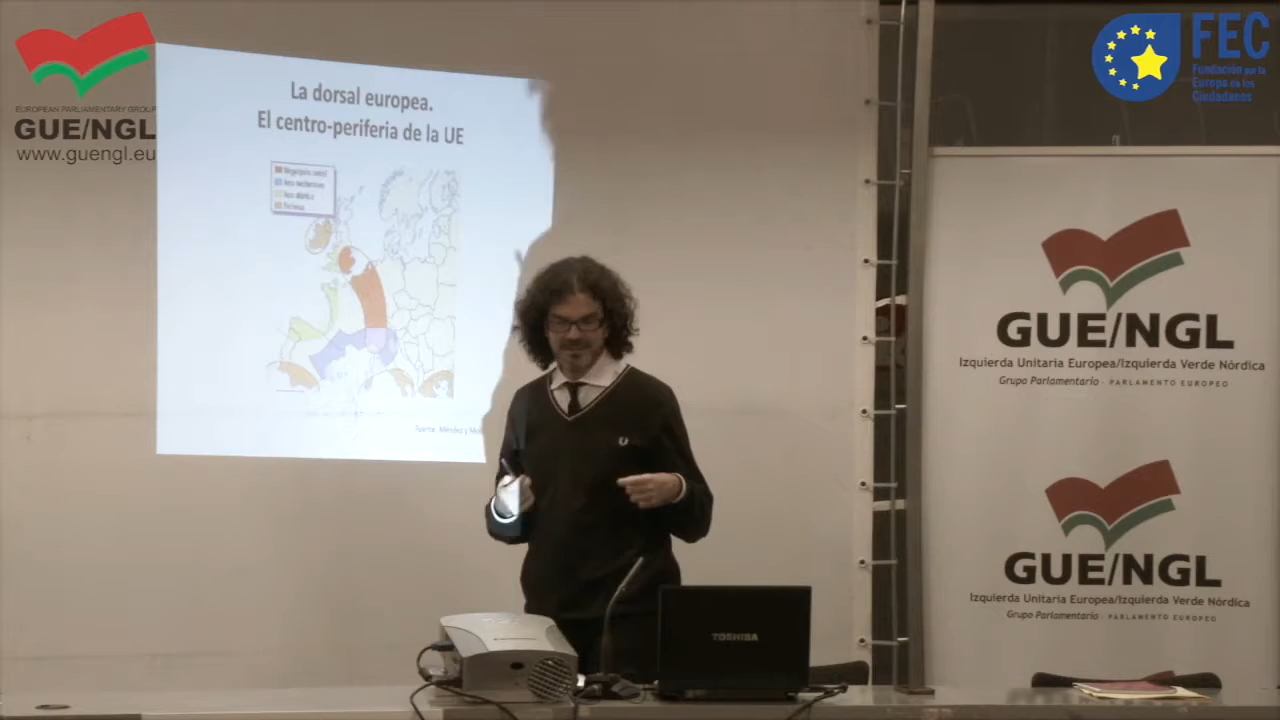 EUROPEAN PARLIAMENTARY GROUP
GUE/NGL
www.guengl.eu
La dorsal europea.
El centro-periferia de la UE
Fuente: Méndez y
FEC
Fundación por la
Europa de los
Ciudadanos
GUE/NGL
Izquierda Unitaria Europea/Izquierda Verde Nórdica
Grupo Parlamentario · PARLAMENTO EUROPEO
GUE/NGL
Izquierda Unitaria Europea/Izquierda Verde Nórdica
Grupo Parlamentario · PARLAMENTO EUROPEO
TOSHIBA